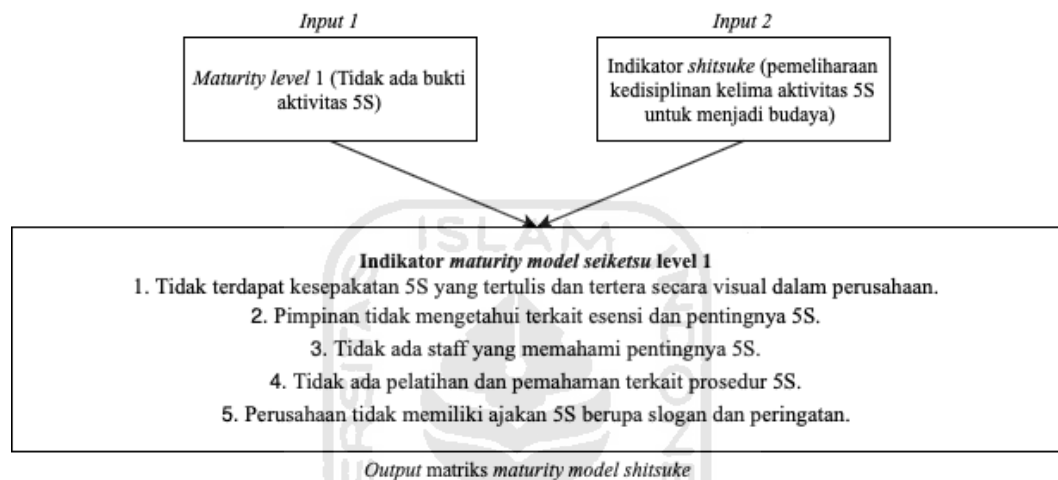 Input 1
Input 2
Maturity level 1 (Tidak ada bukti
aktivitas 5S)
Indikator shitsuke (pemeliharaan
kedisiplinan kelima aktivitas 5S
untuk menjadi budaya)
ISLAM
Indikator maturity model seiketsu level 1
1. Tidak terdapat kesepakatan 5S yang tertulis dan tertera secara visual dalam perusahaan.
2. Pimpinan tidak mengetahui terkait esensi dan pentingnya 5S.
3. Tidak ada staff yang memahami pentingnya 5S.
4. Tidak ada pelatihan dan pemahaman terkait prosedur 5S.
5. Perusahaan tidak memiliki ajakan 5S berupa slogan dan peringatan.
Output matriks maturity model shitsuke